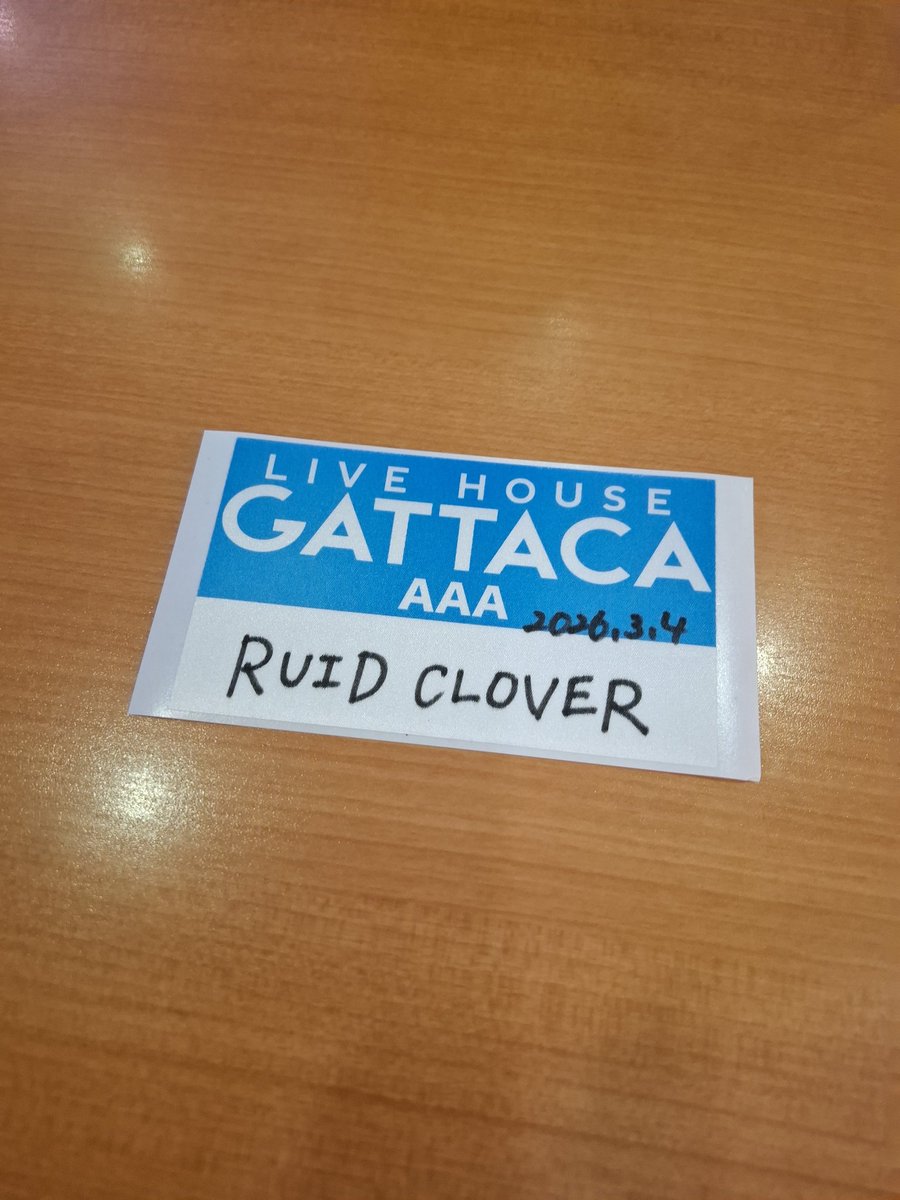 LIVE HOUSE
GATTACA
AAA
2026.3.4
RUID CLOVER